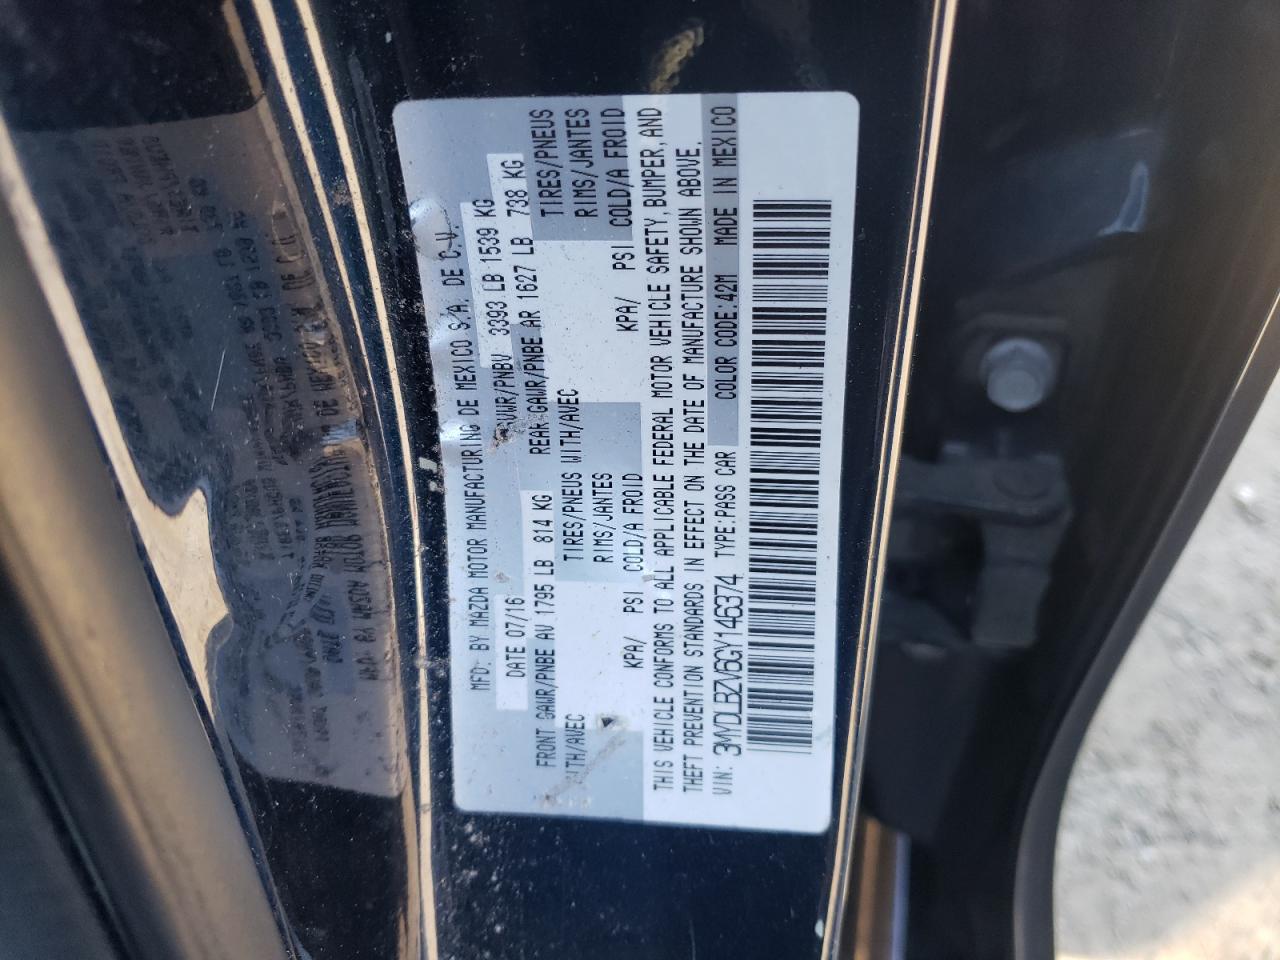 MFD. BY MAZDA MOTOR MANUFACTURING DE MEXICO S.A. DE C.V.
DATE 07/16 GVWR/PNBV 3393 LB 1539 KG
FRONT GAWR/PNBE AV 1795 LB 814 KG REAR GAWR/PNBE AR 1627 LB 738 KG
WITH/AVEC TIRES/PNEUS WITH/AVEC TIRES/PNEUS
RIMS/JANTES RIMS/JANTES
KPA/ PSI COLD/A FROID KPA/ PSI COLD/A FROID
THIS VEHICLE CONFORMS TO ALL APPLICABLE FEDERAL MOTOR VEHICLE SAFETY, BUMPER, AND
THEFT PREVENTION STANDARDS IN EFFECT ON THE DATE OF MANUFACTURE SHOWN ABOVE.
VIN: 3MYDLBZV6GY146374 TYPE:PASS CAR COLOR CODE:42M MADE IN MEXICO